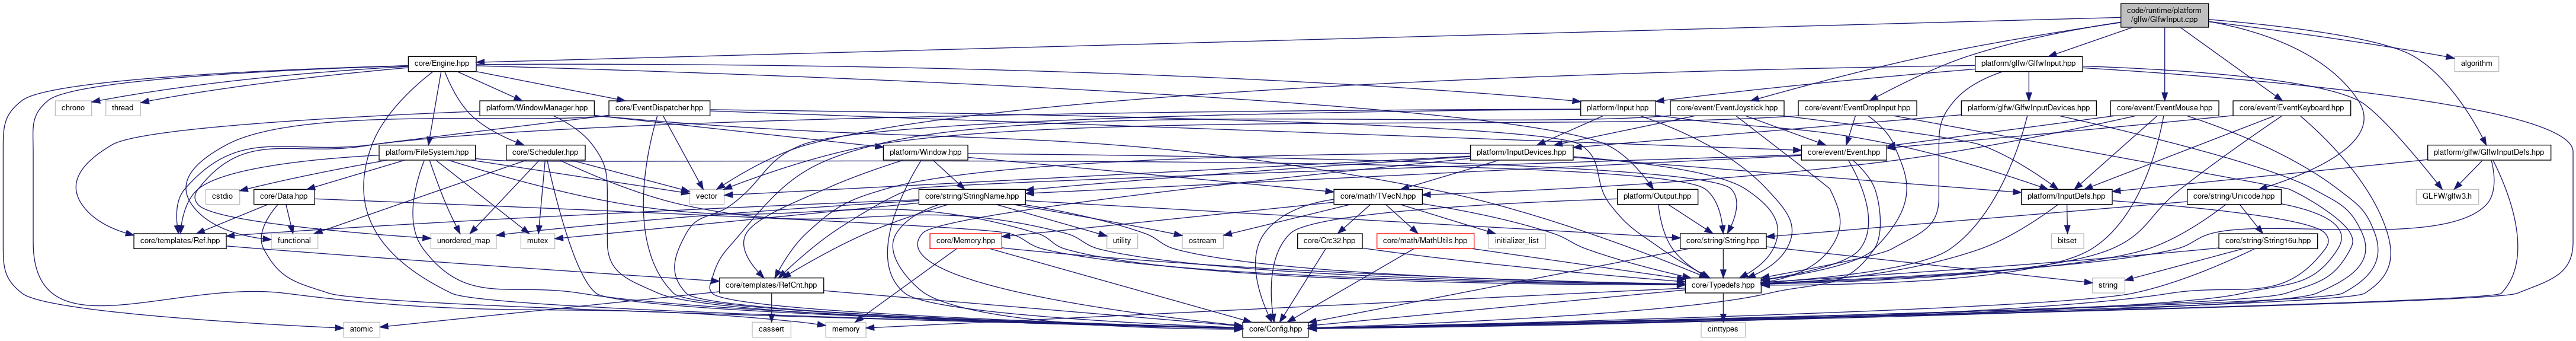 code/runtime/platform
/glfw/GlfwInput.cpp
core/Engine.hpp
platform/glfw/GlfwInput.hpp
algorithm
chrono
thread
platform/WindowManager.hpp
core/EventDispatcher.hpp
platform/Input.hpp
core/event/EventJoystick.hpp
core/event/EventDropInput.hpp
platform/glfw/GlfwInputDevices.hpp
core/event/EventMouse.hpp
core/event/EventKeyboard.hpp
platform/FileSystem.hpp
core/Scheduler.hpp
platform/Window.hpp
platform/InputDevices.hpp
core/event/Event.hpp
platform/glfw/GlfwInputDefs.hpp
cstdio
core/Data.hpp
core/string/StringName.hpp
vector
core/math/TVecN.hpp
platform/Output.hpp
platform/InputDefs.hpp
core/string/Unicode.hpp
GLFW/glfw3.h
core/templates/Ref.hpp
functional
unordered_map
mutex
utility
ostream
core/Memory.hpp
core/Crc32.hpp
core/math/MathUtils.hpp
initializer_list
core/string/String.hpp
bitset
core/string/String16u.hpp
core/templates/RefCnt.hpp
core/Typedefs.hpp
string
atomic
cassert
memory
core/Config.hpp
cinttypes